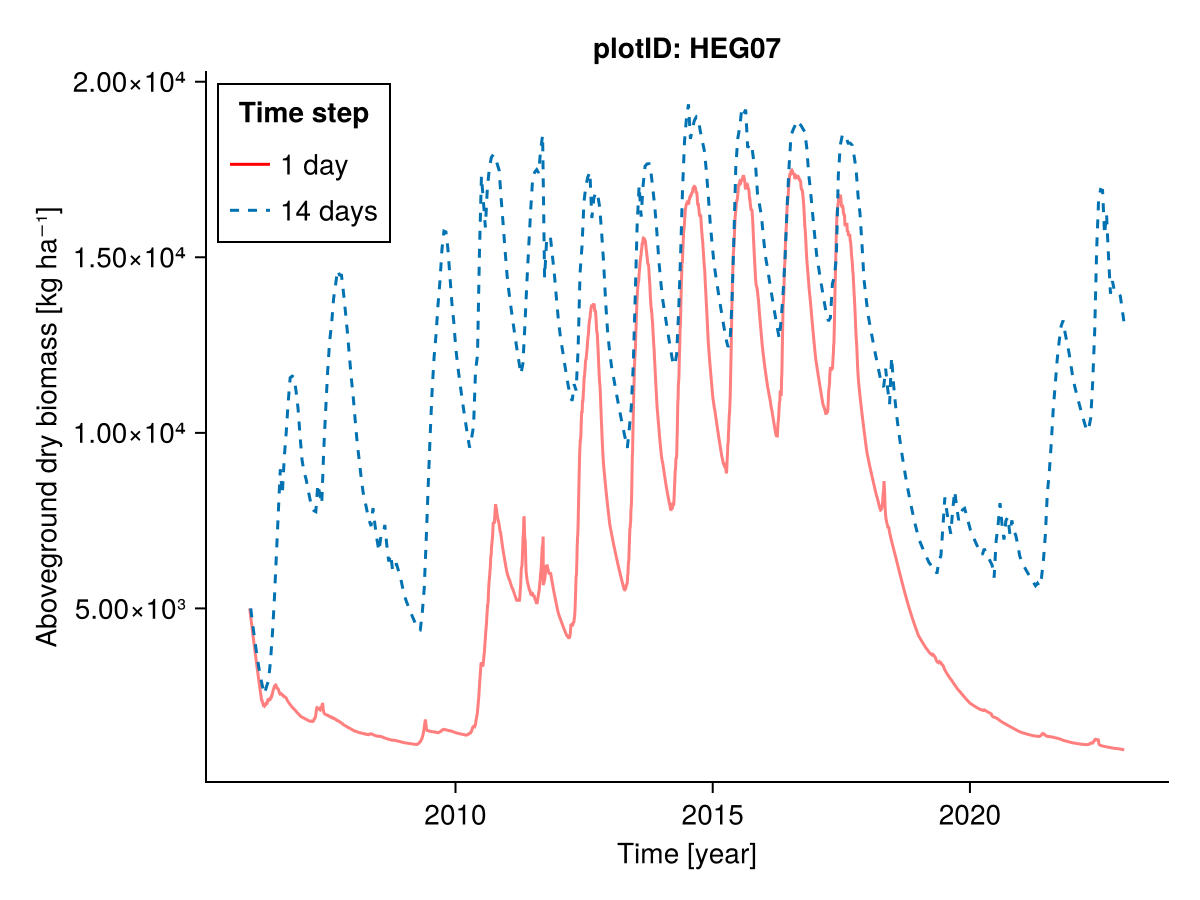 plotID: HEG07
2.00×10⁴
1.50×10⁴
1.00×10⁴
5.00×10³
Aboveground dry biomass [kg ha⁻¹]
Time step
1 day
14 days
2010
2015
2020
Time [year]